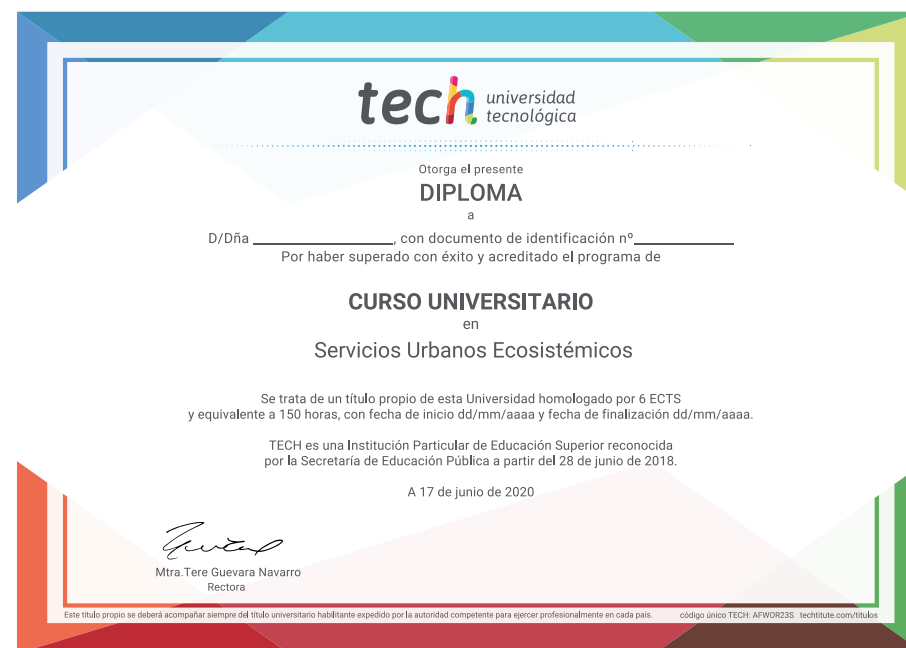 tech universidad
tecnológica
Otorga el presente
DIPLOMA
a
D/Dña ____________________, con documento de identificación nº______________
Por haber superado con éxito y acreditado el programa de
CURSO UNIVERSITARIO
en
Servicios Urbanos Ecosistémicos
Se trata de un título propio de esta Universidad homologado por 6 ECTS
y equivalente a 150 horas, con fecha de inicio dd/mm/aaaa y fecha de finalización dd/mm/aaaa.
TECH es una Institución Particular de Educación Superior reconocida
por la Secretaría de Educación Pública a partir del 28 de junio de 2018.
A 17 de junio de 2020
Mtra.Tere Guevara Navarro
Rectora
Este título propio se deberá acompañar siempre del título universitario habilitante expedido por la autoridad competente para ejercer profesionalmente en cada país. código único TECH: AFWOR23S techtitute.com/titulos